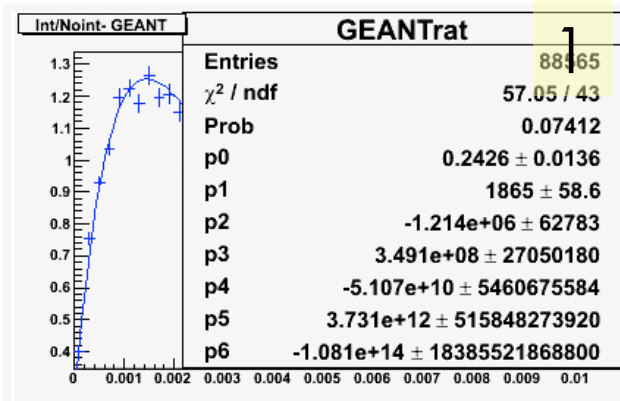 Int/Noint- GEANT
GEANTrat
1
Entries 88565
χ² / ndf 57.05 / 43
Prob 0.07412
p0 0.2426 ± 0.0136
p1 1865 ± 58.6
p2 -1.214e+06 ± 62783
p3 3.491e+08 ± 27050180
p4 -5.107e+10 ± 5460675584
p5 3.731e+12 ± 515848273920
p6 -1.081e+14 ± 18385521868800
1.3
1.2
1.1
1
0.9
0.8
0.7
0.6
0.5
0.4
0 0.001 0.002 0.003 0.004 0.005 0.006 0.007 0.008 0.009 0.01